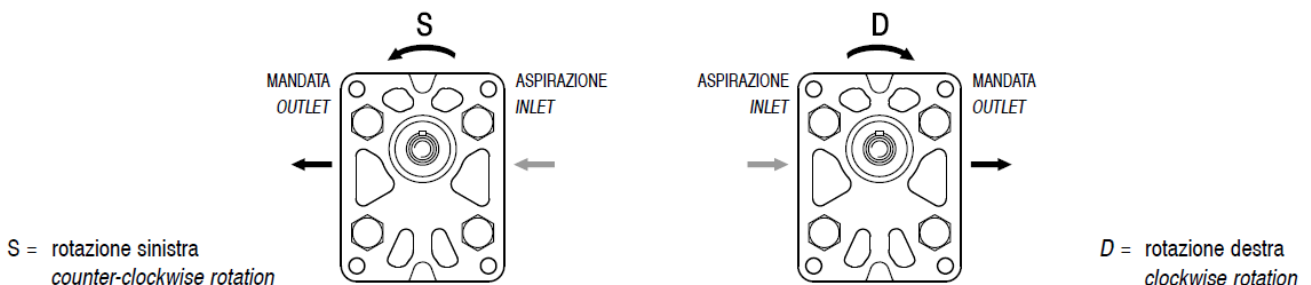 S
MANDATA
OUTLET
ASPIRAZIONE
INLET
S = rotazione sinistra
counter-clockwise rotation
D
ASPIRAZIONE
INLET
MANDATA
OUTLET
D = rotazione destra
clockwise rotation